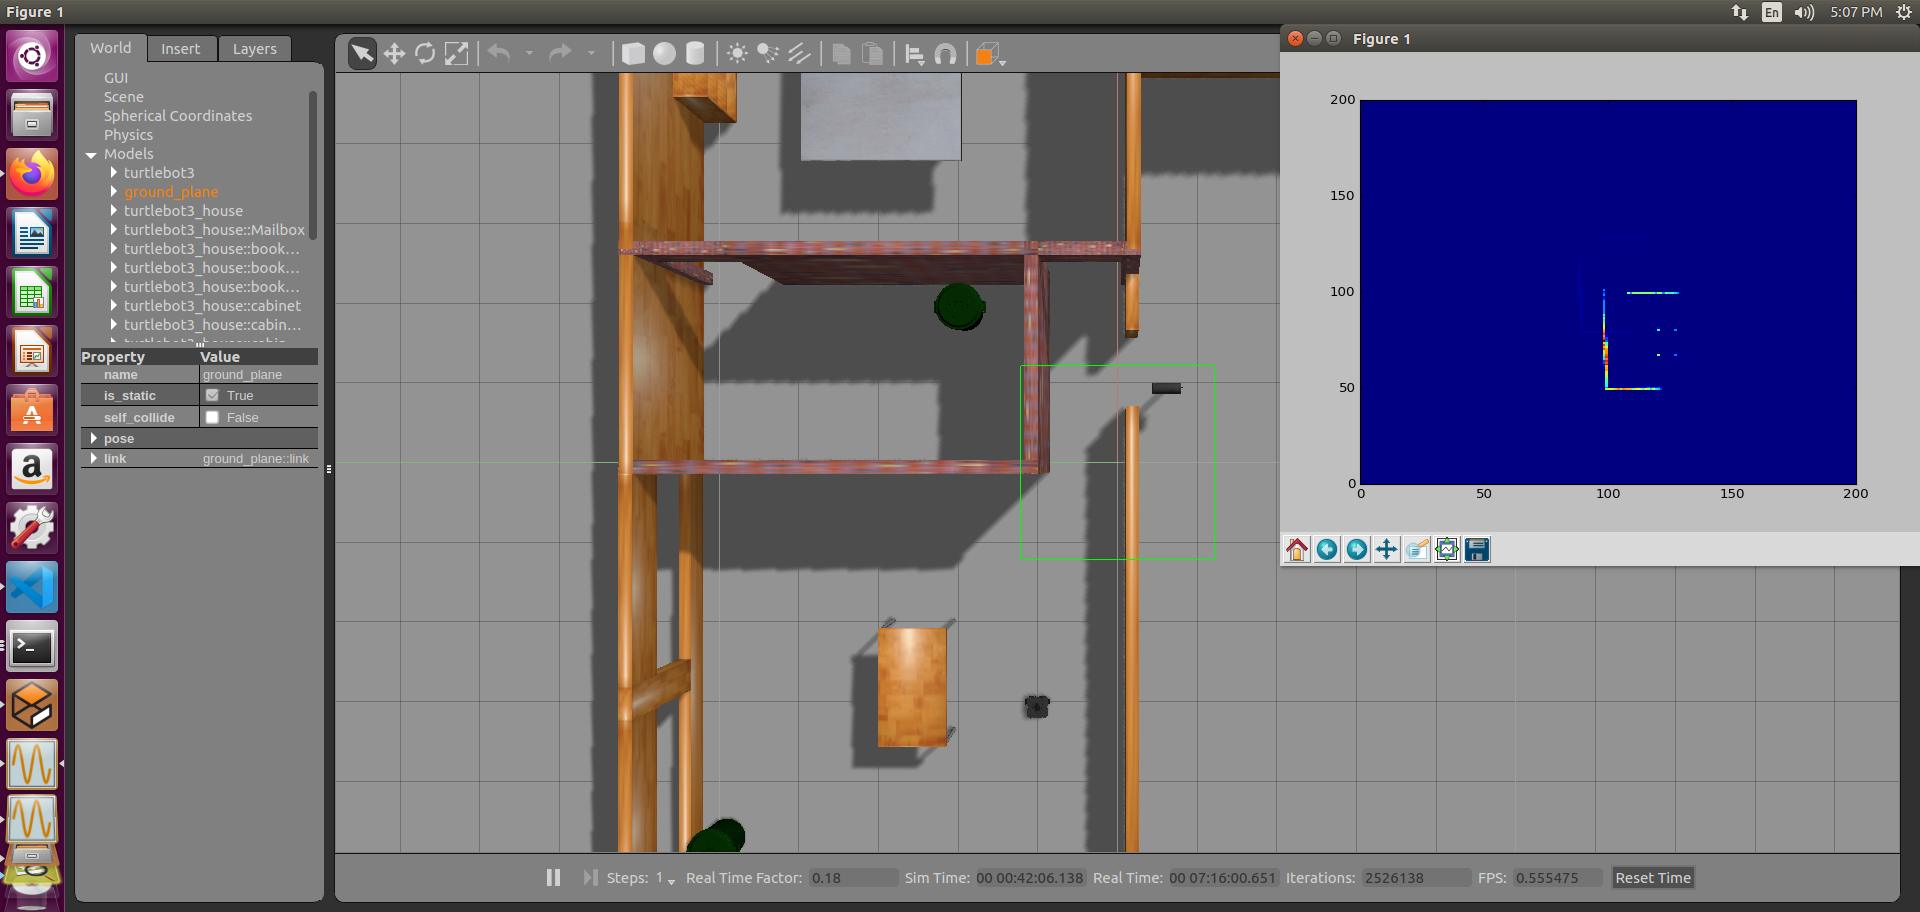 Figure 1
En
5:07 PM
World
Insert
Layers
GUI
Scene
Spherical Coordinates
Physics
Models
turtlebot3
ground_plane
turtlebot3_house
turtlebot3_house::Mailbox
turtlebot3_house::book...
turtlebot3_house::book...
turtlebot3_house::book...
turtlebot3_house::cabinet
turtlebot3_house::cabin...
Property Value
name ground_plane
is_static True
self_collide False
pose
link ground_plane::link
Figure 1
200
150
100
50
0
0 50 100 150 200
Steps: 1 Real Time Factor: 0.18 Sim Time: 00 00:42:06.138 Real Time: 00 07:16:00.651 Iterations: 2526138 FPS: 0.555475 Reset Time